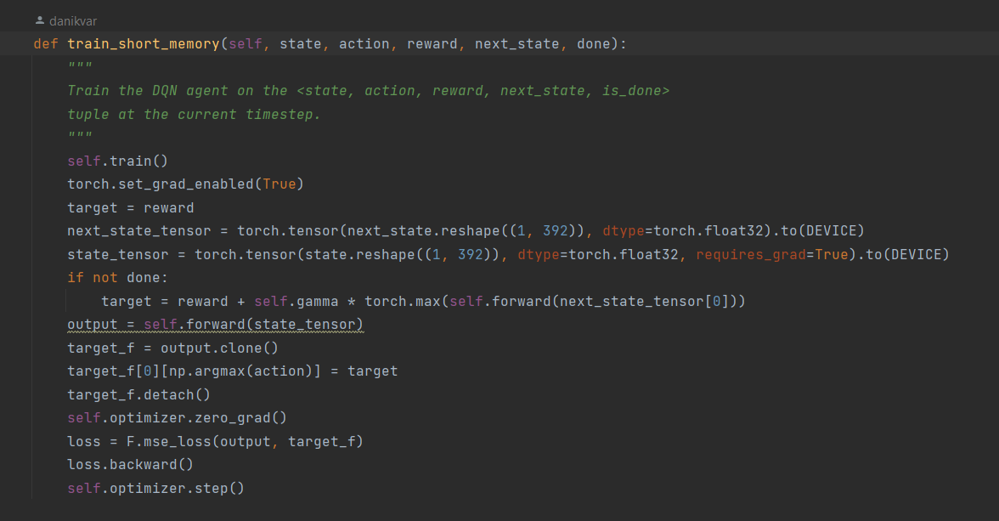 danikvar
def train_short_memory(self, state, action, reward, next_state, done):
    """
    Train the DQN agent on the <state, action, reward, next_state, is_done>
    tuple at the current timestep.
    """
    self.train()
    torch.set_grad_enabled(True)
    target = reward
    next_state_tensor = torch.tensor(next_state.reshape((1, 392)), dtype=torch.float32).to(DEVICE)
    state_tensor = torch.tensor(state.reshape((1, 392)), dtype=torch.float32, requires_grad=True).to(DEVICE)
    if not done:
        target = reward + self.gamma * torch.max(self.forward(next_state_tensor[0]))
    output = self.forward(state_tensor)
    target_f = output.clone()
    target_f[0][np.argmax(action)] = target
    target_f.detach()
    self.optimizer.zero_grad()
    loss = F.mse_loss(output, target_f)
    loss.backward()
    self.optimizer.step()